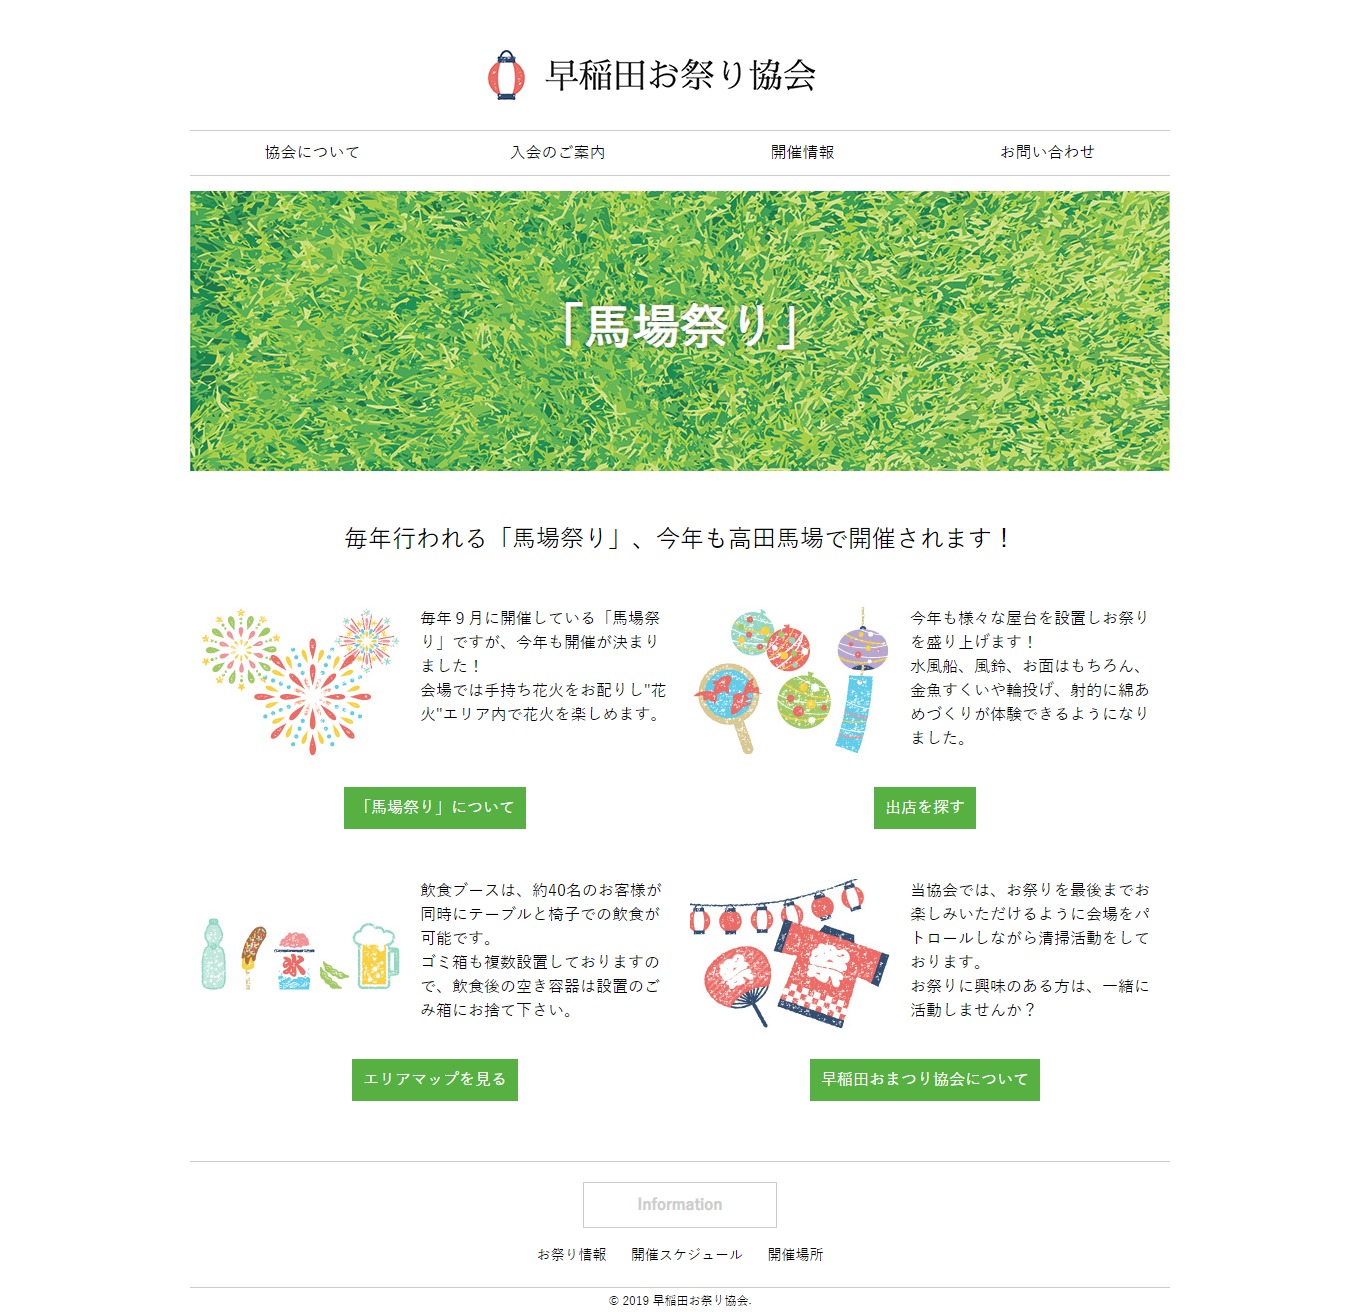 早稲田お祭り協会
協会について
入会のご案内
開催情報
お問い合わせ
「馬場祭り」
毎年行われる「馬場祭り」、今年も高田馬場で開催されます！
毎年９月に開催している「馬場祭
り」ですが、今年も開催が決まり
ました！
会場では手持ち花火をお配りし"花
火"エリア内で花火を楽しめます。
「馬場祭り」について
今年も様々な屋台を設置しお祭り
を盛り上げます！
水風船、風鈴、お面はもちろん、
金魚すくいや輪投げ、射的に綿あ
めづくりが体験できるようになり
ました。
出店を探す
氷
飲食ブースは、約40名のお客様が
同時にテーブルと椅子での飲食が
可能です。
ゴミ箱も複数設置しておりますの
で、飲食後の空き容器は設置のご
み箱にお捨て下さい。
エリアマップを見る
祭
祭
当協会では、お祭りを最後までお
楽しみいただけるように会場をパ
トロールしながら清掃活動をして
おります。
お祭りに興味のある方は、一緒に
活動しませんか？
早稲田おまつり協会について
Information
お祭り情報
開催スケジュール
開催場所
© 2019 早稲田お祭り協会.